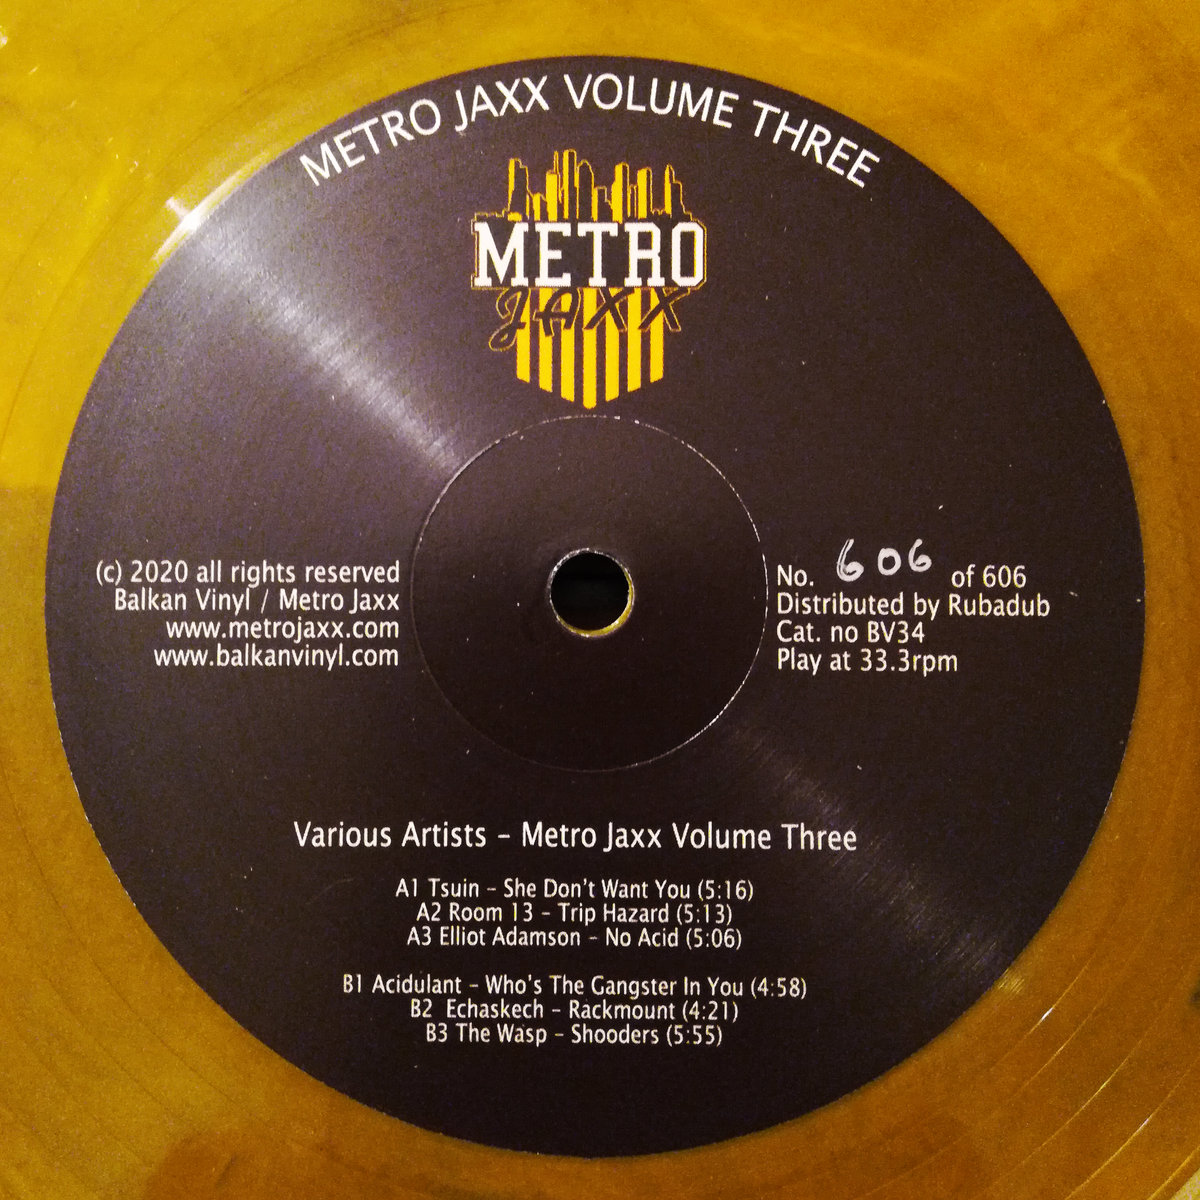 METRO JAXX VOLUME THREE
METRO
JAXX
(c) 2020 all rights reserved
Balkan Vinyl / Metro Jaxx
www.metrojaxx.com
www.balkanvinyl.com
No. 606 of 606
Distributed by Rubadub
Cat. no BV34
Play at 33.3rpm
Various Artists – Metro Jaxx Volume Three
A1 Tsuin – She Don't Want You (5:16)
A2 Room 13 – Trip Hazard (5:13)
A3 Elliot Adamson – No Acid (5:06)
B1 Acidulant – Who's The Gangster In You (4:58)
B2 Echaskech – Rackmount (4:21)
B3 The Wasp – Shooders (5:55)